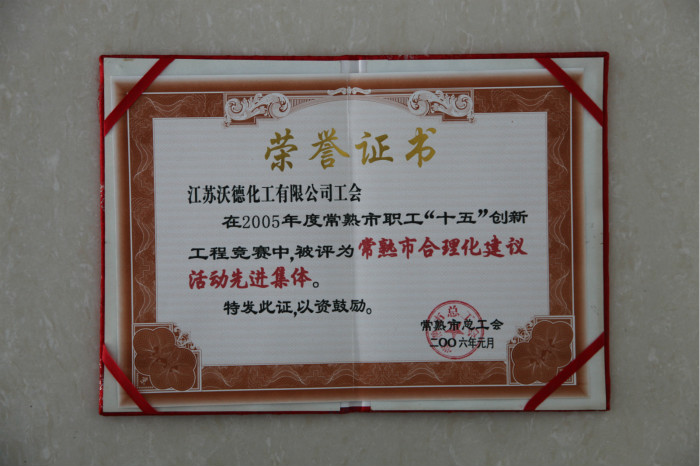 荣誉证书
江苏沃德化工有限公司工会
在2005年度常熟市职工“十五”创新
工程竞赛中,被评为常熟市合理化建议
活动先进集体。
特发此证,以资鼓励。
常熟市总工会
二〇〇六年元月